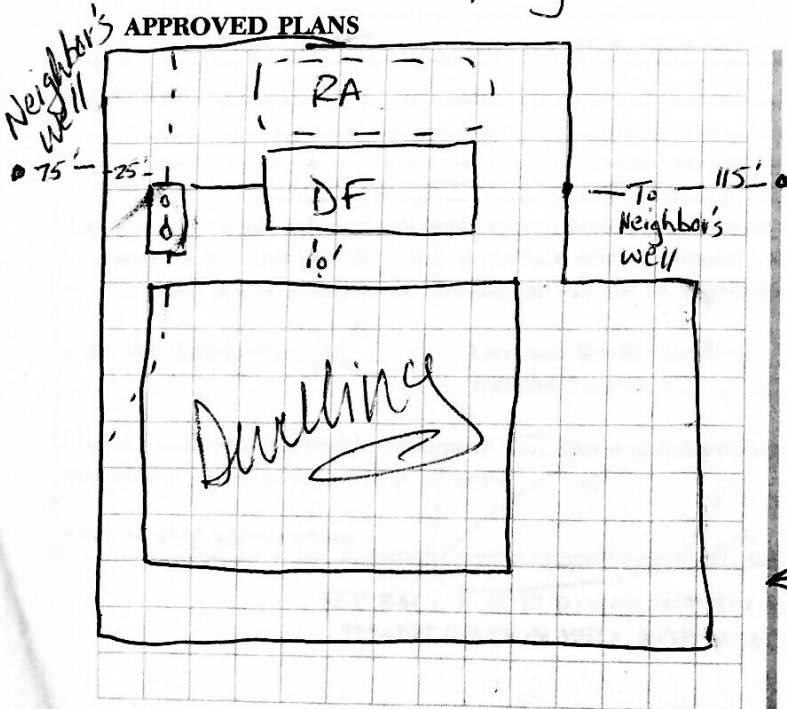 APPROVED PLANS
Neighbor's
Well
RA
75'
25'
DF
To
115'
Neighbor's
well
10'
Dwelling